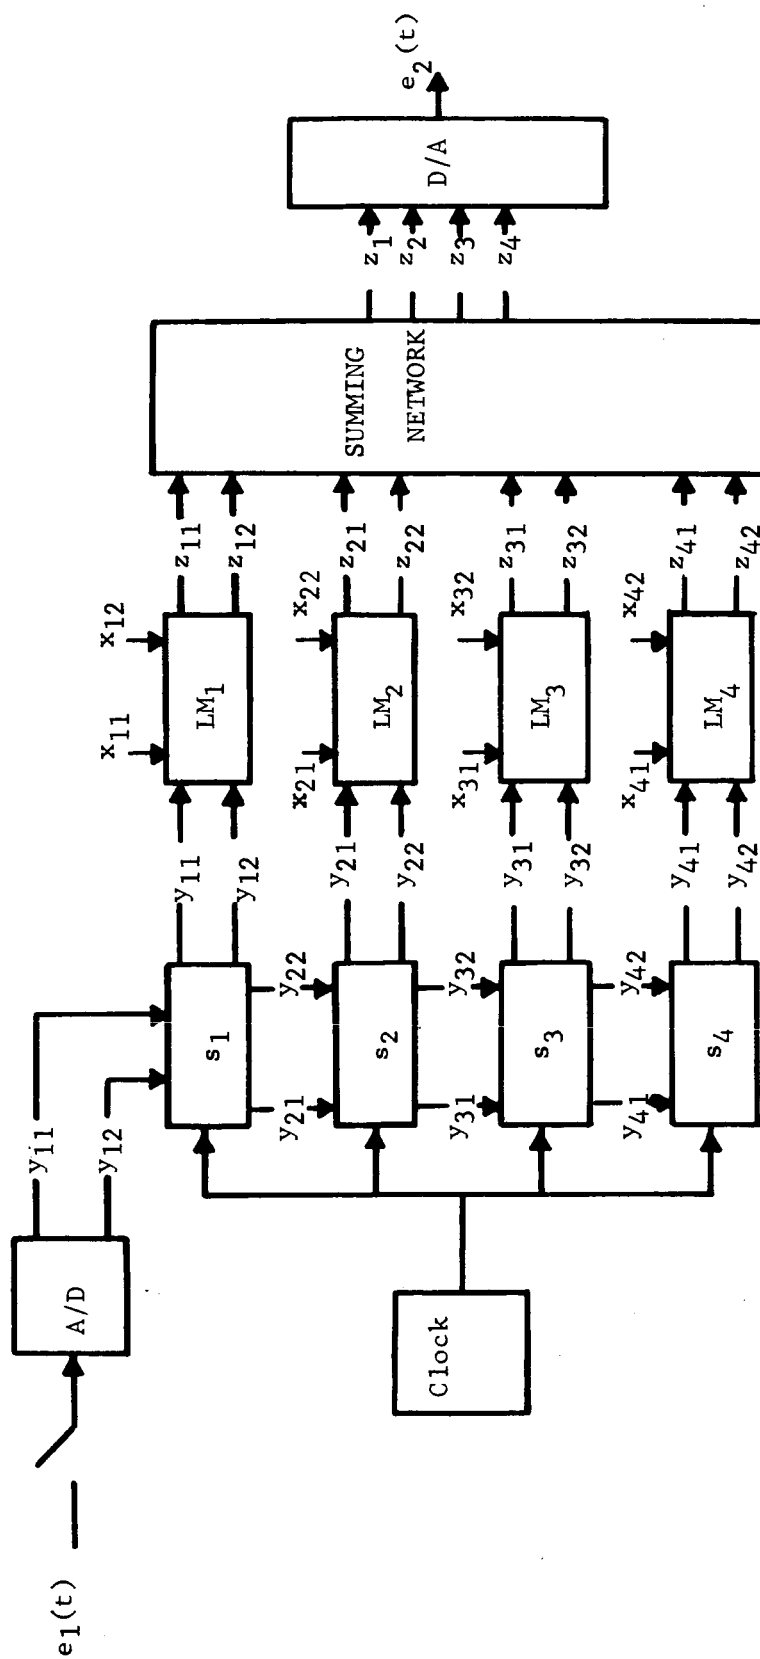 e1(t)
A/D
yi1
y12
Clock
s1
s2
s3
s4
y21
y22
y31
y32
y41
y42
y11
y12
y21
y22
y31
y32
y41
y42
x11
x12
x21
x22
x31
x32
x41
x42
LM1
LM2
LM3
LM4
z11
z12
z21
z22
z31
z32
z41
z42
SUMMING
NETWORK
z1
z2
z3
z4
D/A
e2(t)